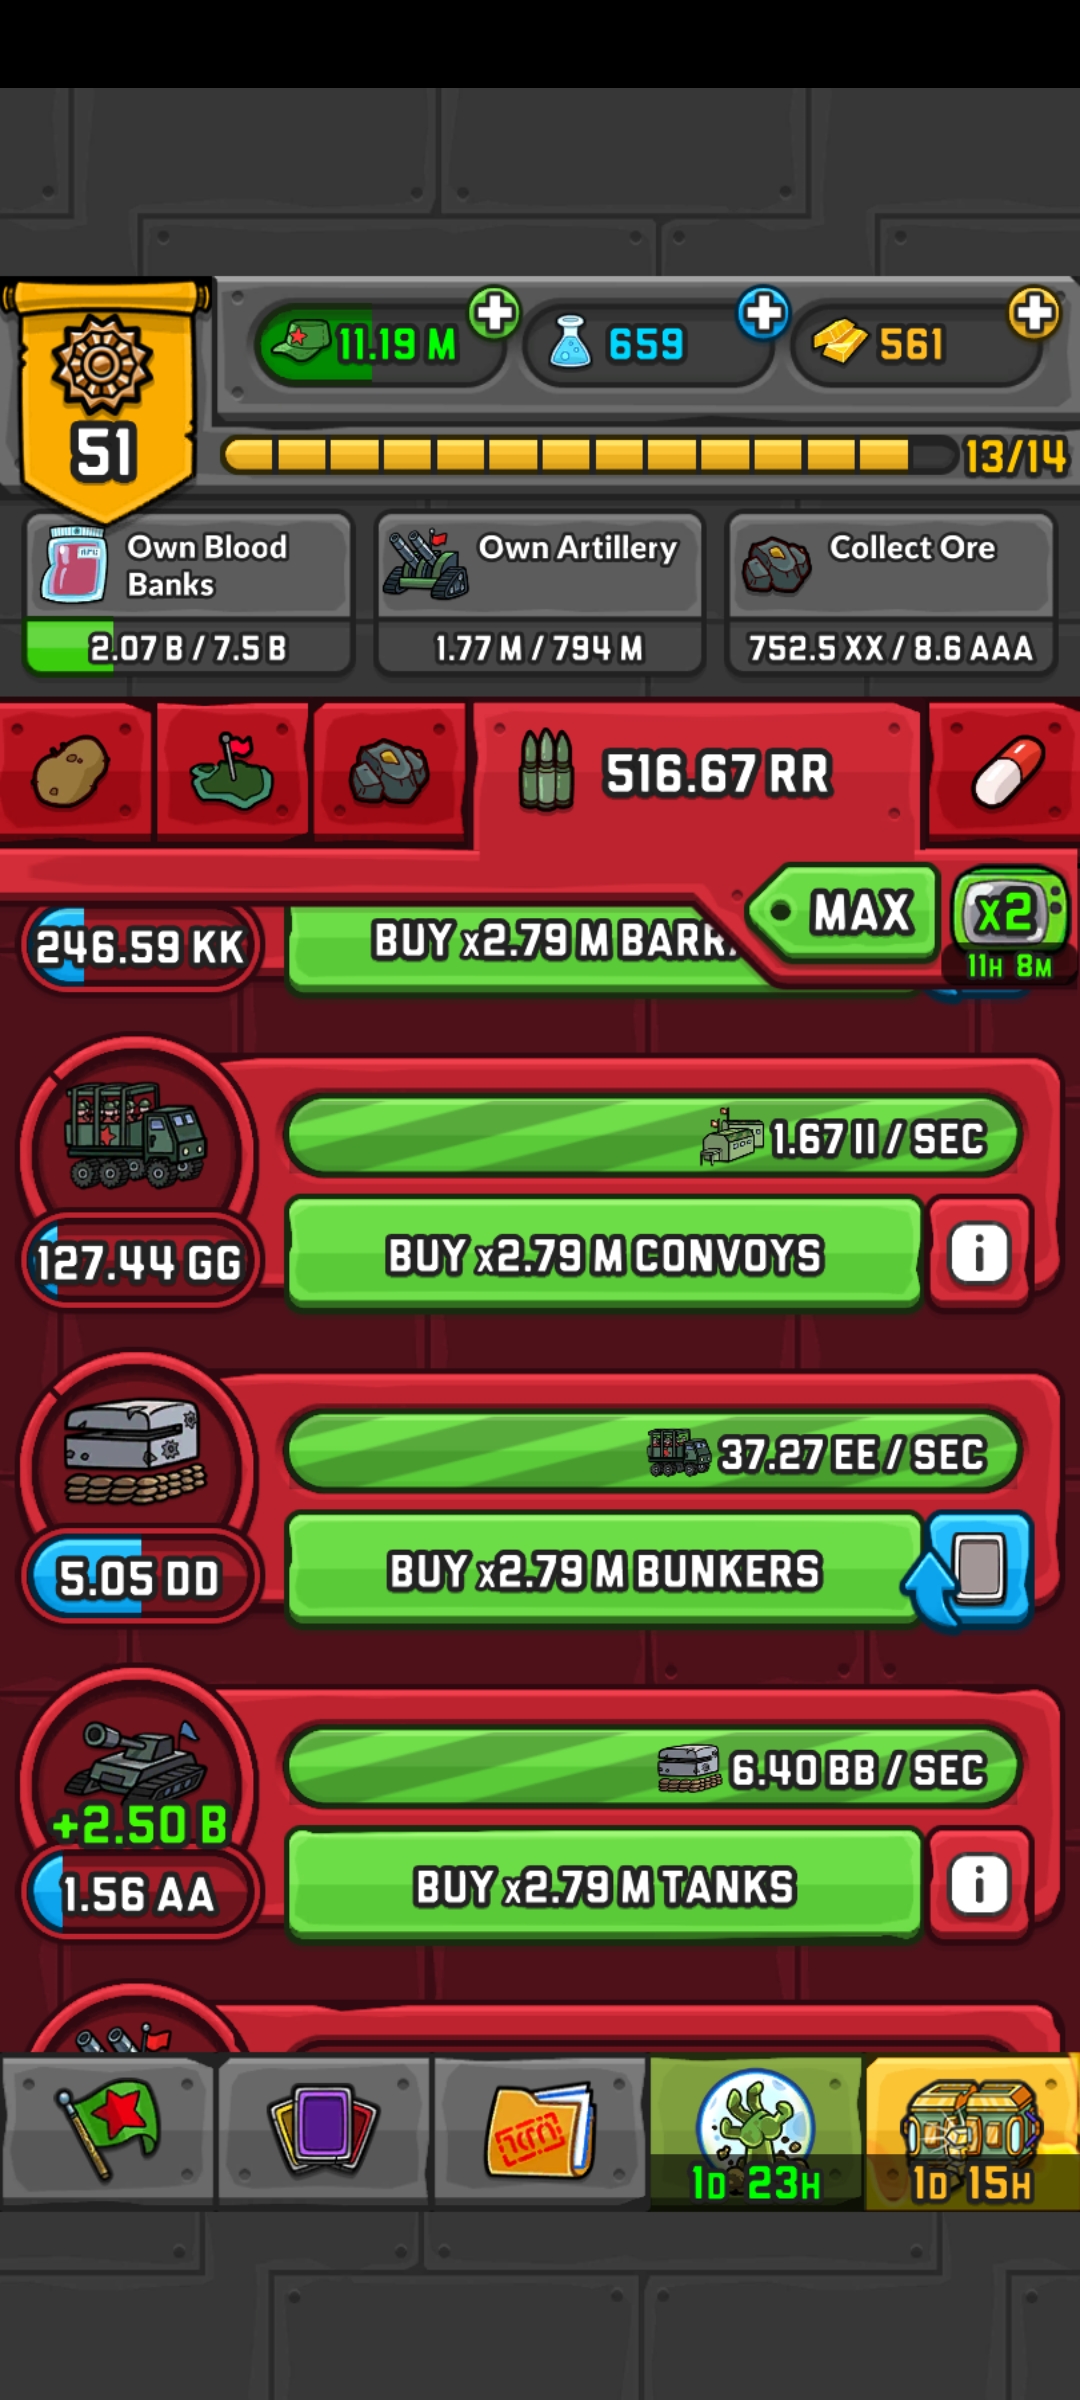 11.19 M
659
561
51
13/14
Own Blood
Banks
2.07 B / 7.5 B
Own Artillery
1.77 M / 794 M
Collect Ore
752.5 XX / 8.6 AAA
516.67 RR
MAX
x2
11H 8M
246.59 KK
BUY x2.79 M BARR
1.67 II / SEC
127.44 GG
BUY x2.79 M CONVOYS
i
37.27 EE / SEC
5.05 DD
BUY x2.79 M BUNKERS
6.40 BB / SEC
+2.50 B
1.56 AA
BUY x2.79 M TANKS
i
1D 23H
1D 15H